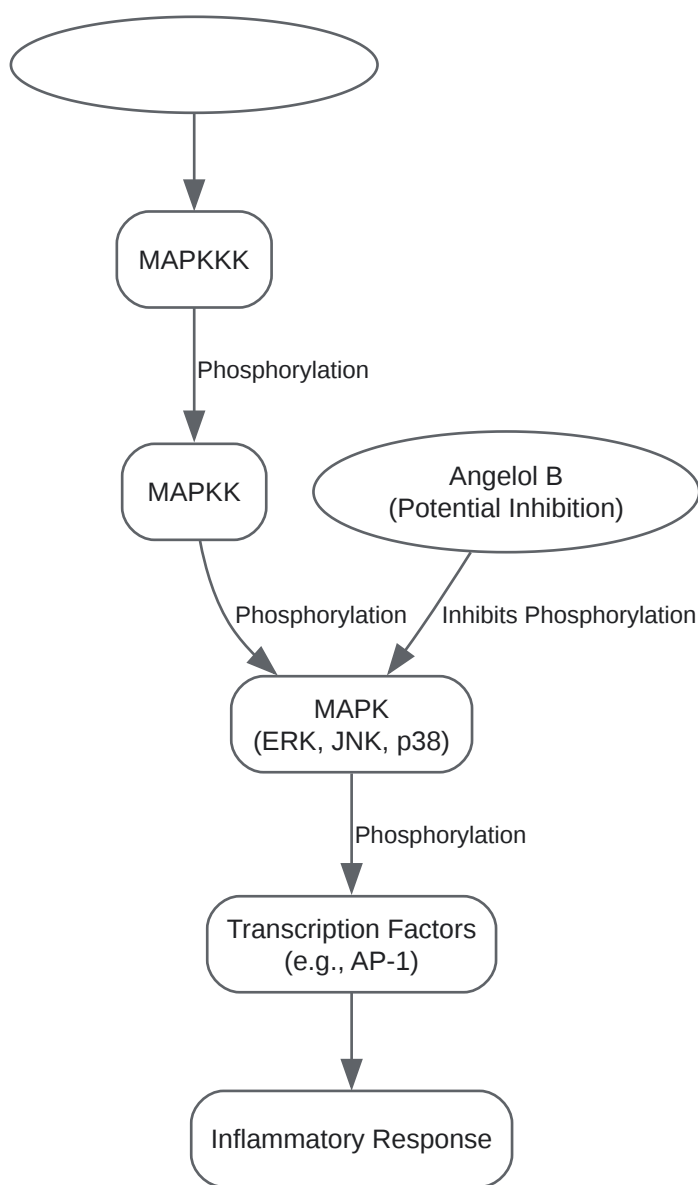 MAPKKK
Phosphorylation
MAPKK
Angelol B
(Potential Inhibition)
Phosphorylation
Inhibits Phosphorylation
MAPK
(ERK, JNK, p38)
Phosphorylation
Transcription Factors
(e.g., AP-1)
Inflammatory Response